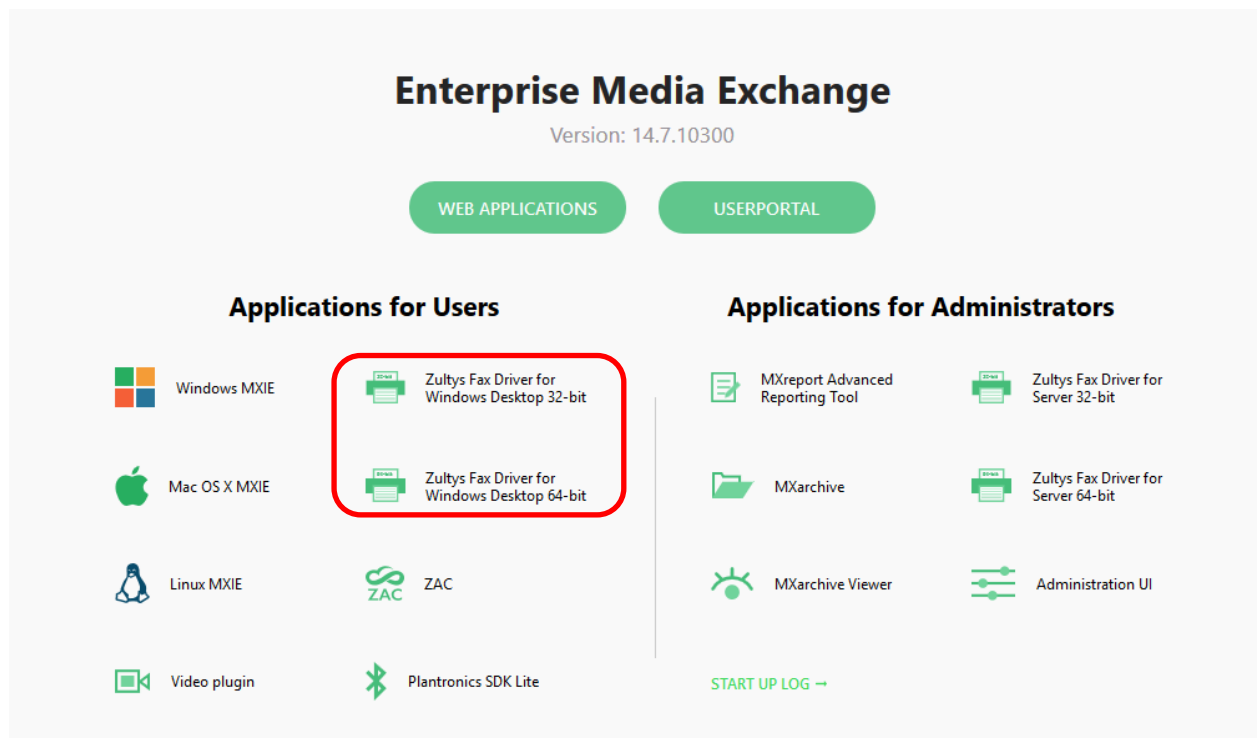 Enterprise Media Exchange
Version: 14.7.10300
WEB APPLICATIONS
USERPORTAL
Applications for Users
Windows MXIE
Zultys Fax Driver for
Windows Desktop 32-bit
Mac OS X MXIE
Zultys Fax Driver for
Windows Desktop 64-bit
Linux MXIE
ZAC
ZAC
Video plugin
Plantronics SDK Lite
Applications for Administrators
MXreport Advanced
Reporting Tool
Zultys Fax Driver for
Server 32-bit
MXarchive
Zultys Fax Driver for
Server 64-bit
MXarchive Viewer
Administration UI
START UP LOG →